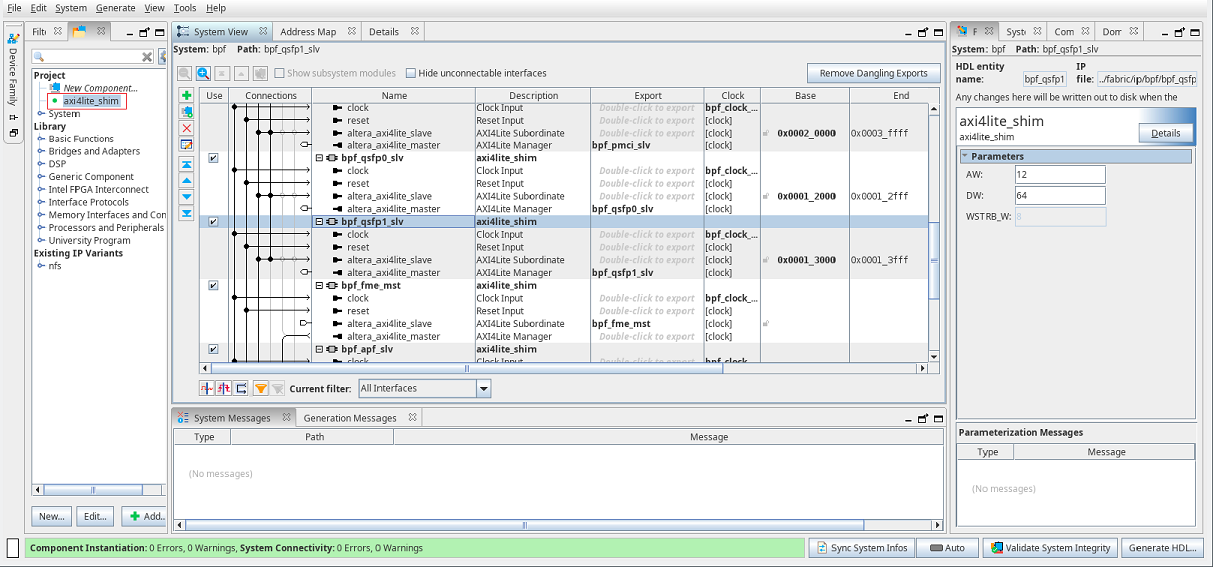 File Edit System Generate View Tools Help
Device Family
Filt
Project
New Component...
axi4lite_shim
System
Library
Basic Functions
Bridges and Adapters
DSP
Generic Component
Intel FPGA Interconnect
Interface Protocols
Memory Interfaces and Con
Processors and Peripherals
University Program
Existing IP Variants
nfs
New... Edit... Add..
System View Address Map Details
System: bpf Path: bpf_qsfp1_slv
Show subsystem modules Hide unconnectable interfaces Remove Dangling Exports
Use Connections Name Description Export Clock Base End
clock Clock Input Double-click to export bpf_clock_...
reset Reset Input Double-click to export [clock]
altera_axi4lite_slave AXI4Lite Subordinate Double-click to export [clock] 0x0002_0000 0x0003_ffff
altera_axi4lite_master AXI4Lite Manager bpf_pmci_slv [clock]
bpf_qsfp0_slv axi4lite_shim
clock Clock Input Double-click to export bpf_clock_...
reset Reset Input Double-click to export [clock]
altera_axi4lite_slave AXI4Lite Subordinate Double-click to export [clock] 0x0001_2000 0x0001_2fff
altera_axi4lite_master AXI4Lite Manager bpf_qsfp0_slv [clock]
bpf_qsfp1_slv axi4lite_shim
clock Clock Input Double-click to export bpf_clock_...
reset Reset Input Double-click to export [clock]
altera_axi4lite_slave AXI4Lite Subordinate Double-click to export [clock] 0x0001_3000 0x0001_3fff
altera_axi4lite_master AXI4Lite Manager bpf_qsfp1_slv [clock]
bpf_fme_mst axi4lite_shim
clock Clock Input Double-click to export bpf_clock_...
reset Reset Input Double-click to export [clock]
altera_axi4lite_slave AXI4Lite Subordinate bpf_fme_mst [clock]
altera_axi4lite_master AXI4Lite Manager Double-click to export [clock]
bpf_apf_slv axi4lite_shim
clock Clock Input Double-click to export bpf_clock
Current filter: All Interfaces
System Messages Generation Messages
Type Path Message
(No messages)
F Syst Com Dor
System: bpf Path: bpf_qsfp1_slv
HDL entity name: bpf_qsfp1 IP file: ../fabric/ip/bpf/bpf_qsfp
Any changes here will be written out to disk when the
axi4lite_shim
axi4lite_shim
Details
Parameters
AW: 12
DW: 64
WSTRB_W: 8
Parameterization Messages
Type Message
(No messages)
Component Instantiation: 0 Errors, 0 Warnings, System Connectivity: 0 Errors, 0 Warnings
Sync System Infos Auto Validate System Integrity Generate HDL...